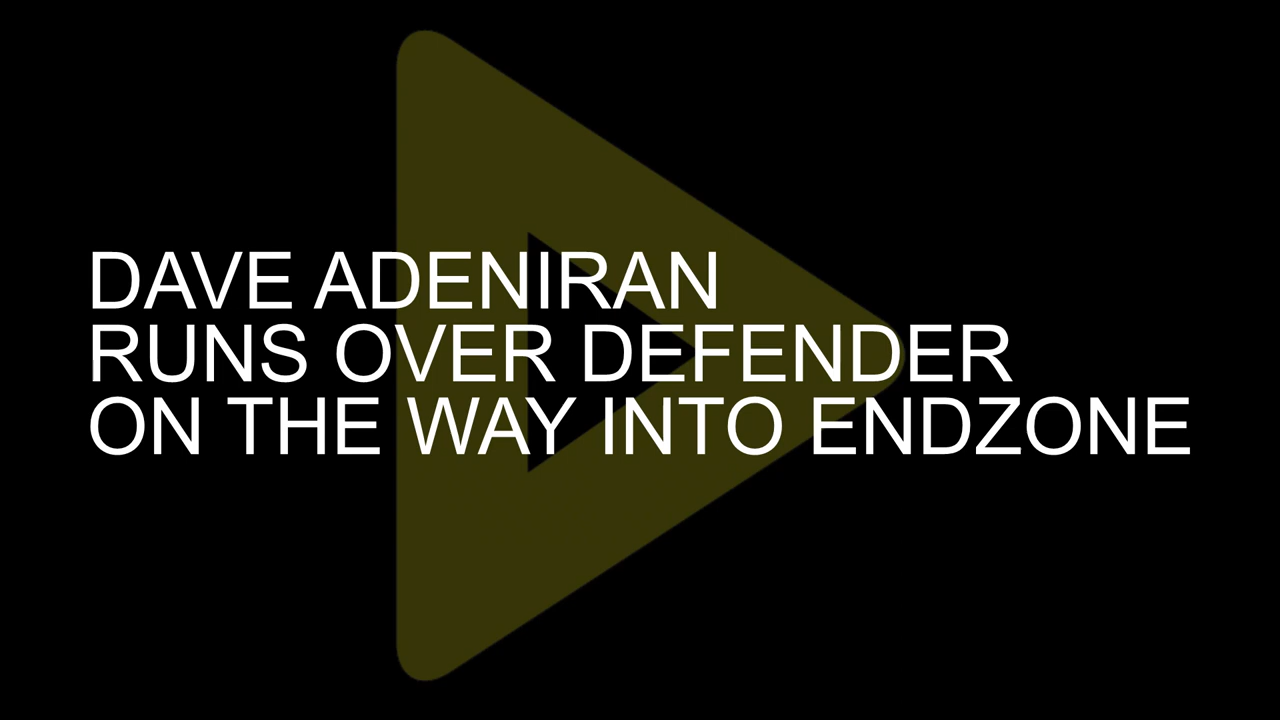 DAVE ADENIRAN
RUNS OVER DEFENDER
ON THE WAY INTO ENDZONE